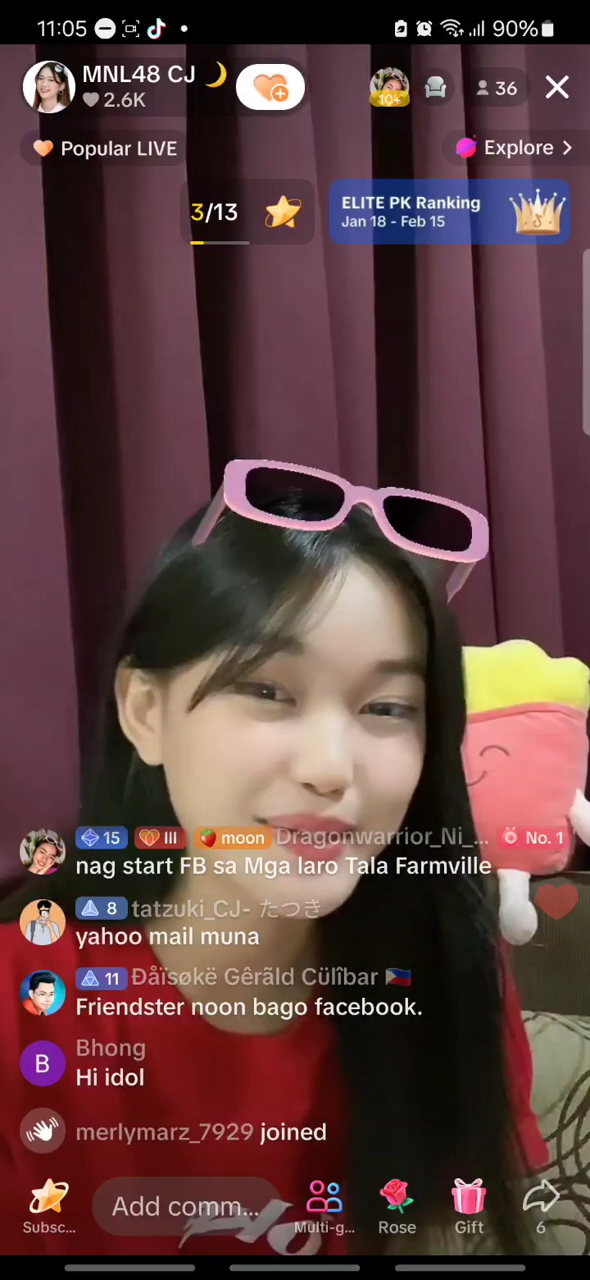 11:05
90%
MNL48 CJ 🌙
2.6K
10+
36
Popular LIVE
Explore >
3/13
ELITE PK Ranking
Jan 18 - Feb 15
15 III moon Dragonwarrior_Ni_... No. 1
nag start FB sa Mga laro Tala Farmville
8 tatzuki_CJ- たつき
yahoo mail muna
11 Ðåïsøkë Gêrãld Cülîbar 🇵🇭
Friendster noon bago facebook.
B Bhong
Hi idol
merlymarz_7929 joined
Add comm...
Subsc... Multi-g... Rose Gift 6